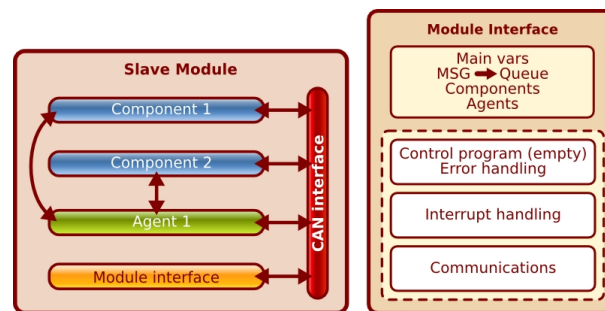 Slave Module
Component 1
Component 2
Agent 1
Module interface
CAN interface
Module Interface
Main vars
MSG Queue
Components
Agents
Control program (empty)
Error handling
Interrupt handling
Communications